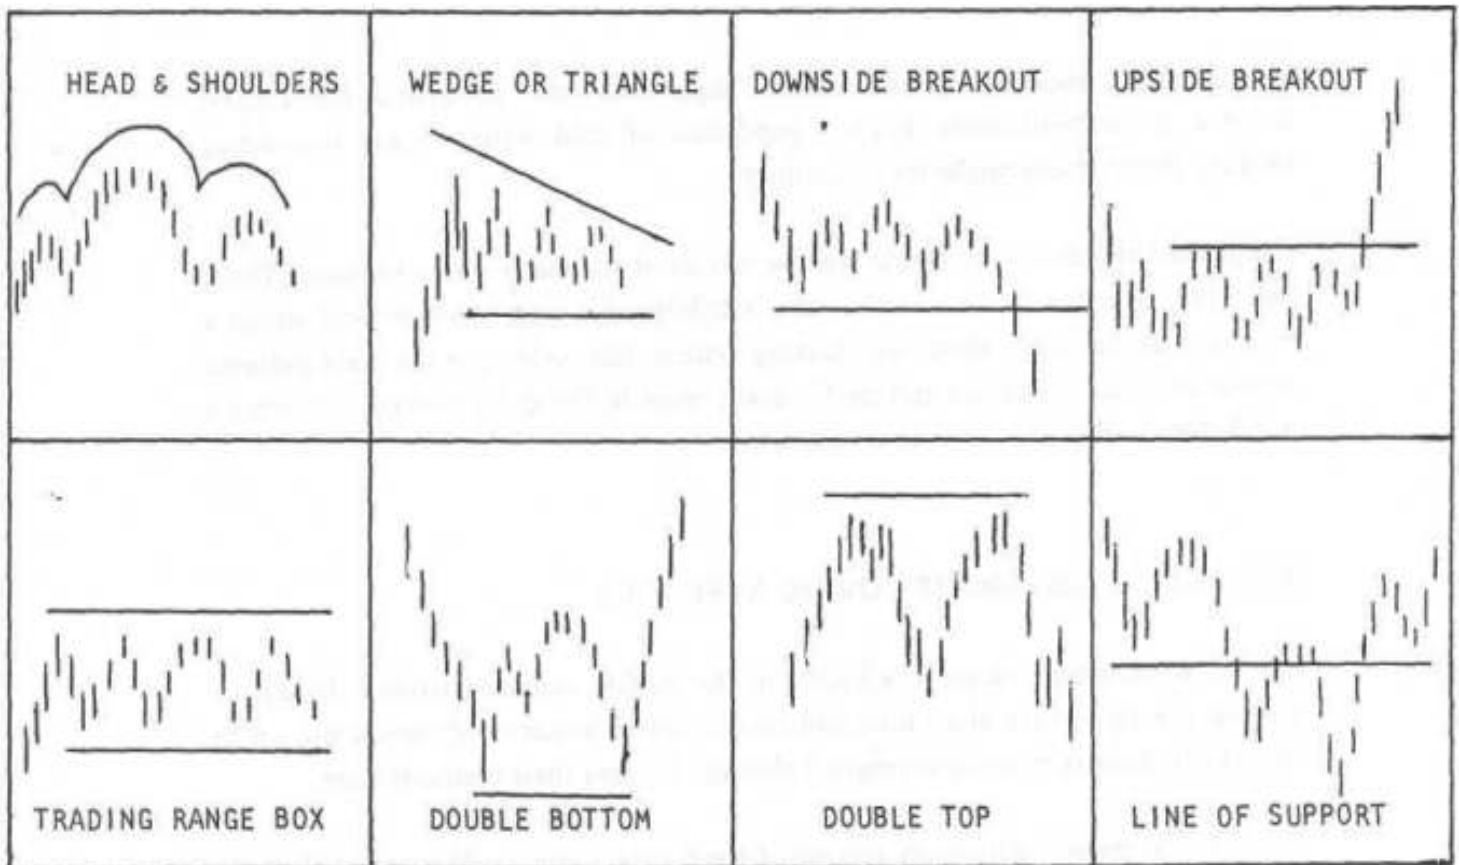 HEAD & SHOULDERS
WEDGE OR TRIANGLE
DOWNSIDE BREAKOUT
UPSIDE BREAKOUT
TRADING RANGE BOX
DOUBLE BOTTOM
DOUBLE TOP
LINE OF SUPPORT